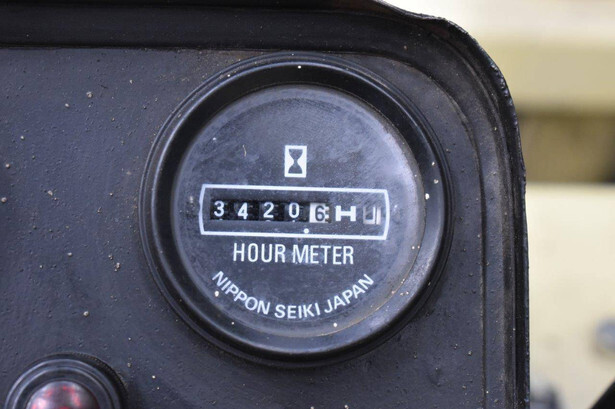 34206 H
HOUR METER
NIPPON SEIKI JAPAN